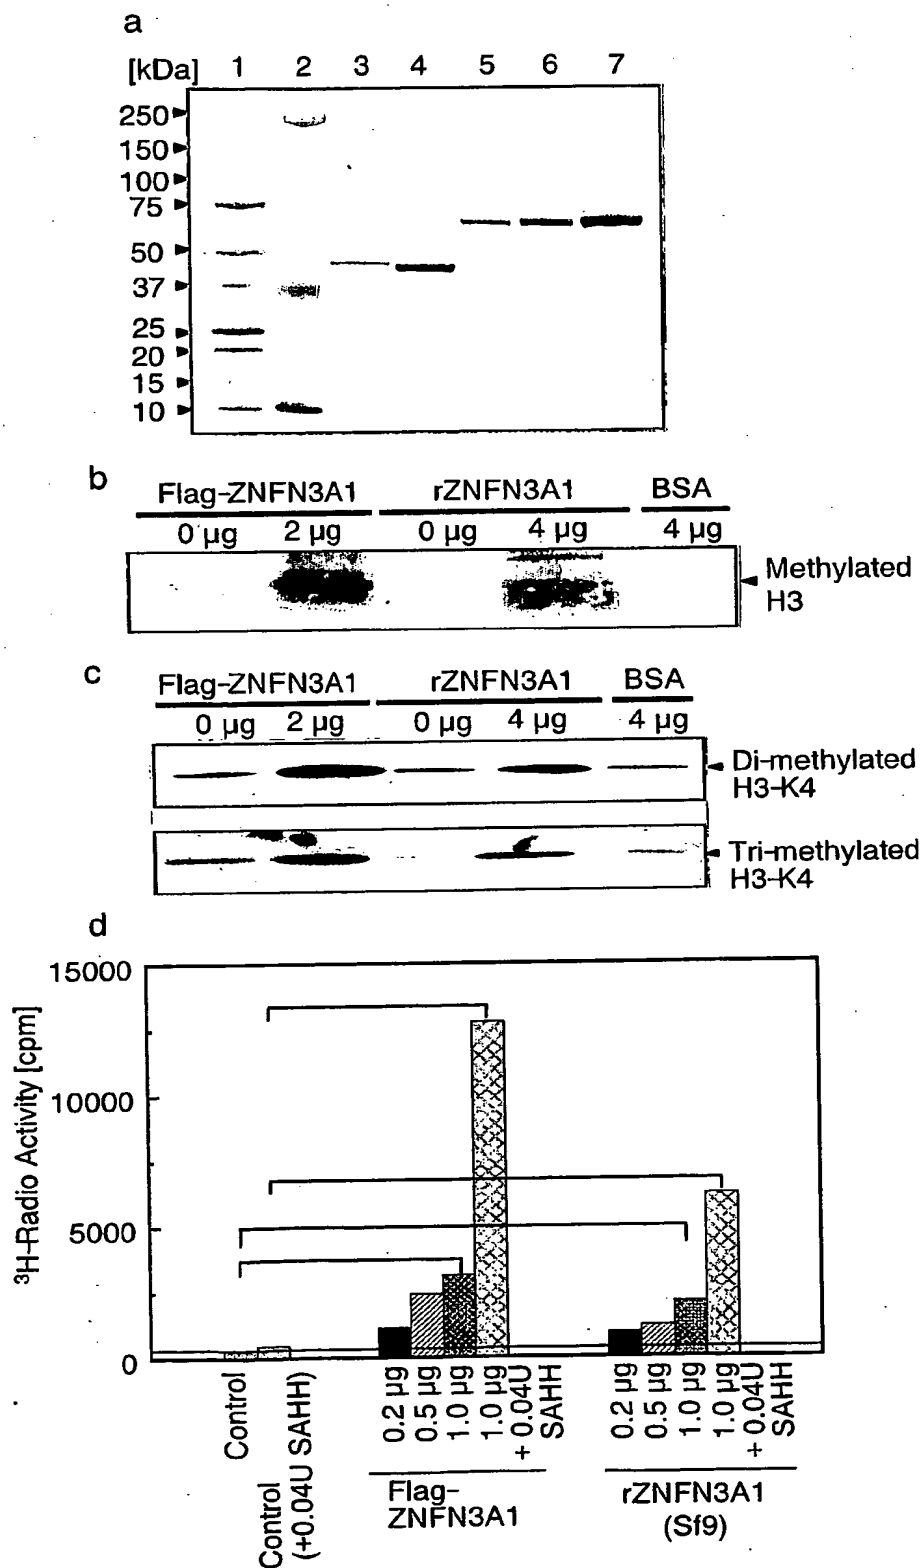 a
[kDa] 1 2 3 4 5 6 7
250
150
100
75
50
37
25
20
15
10
b
Flag-ZNFN3A1 rZNFN3A1 BSA
0 µg 2 µg 0 µg 4 µg 4 µg
Methylated
H3
c
Flag-ZNFN3A1 rZNFN3A1 BSA
0 µg 2 µg 0 µg 4 µg 4 µg
Di-methylated
H3-K4
Tri-methylated
H3-K4
d
³H-Radio Activity [cpm]
15000
10000
5000
0
Control
Control
(+0.04U SAHH)
0.2 µg
0.5 µg
1.0 µg
1.0 µg
+ 0.04U
SAHH
Flag-
ZNFN3A1
0.2 µg
0.5 µg
1.0 µg
1.0 µg
+ 0.04U
SAHH
rZNFN3A1
(Sf9)